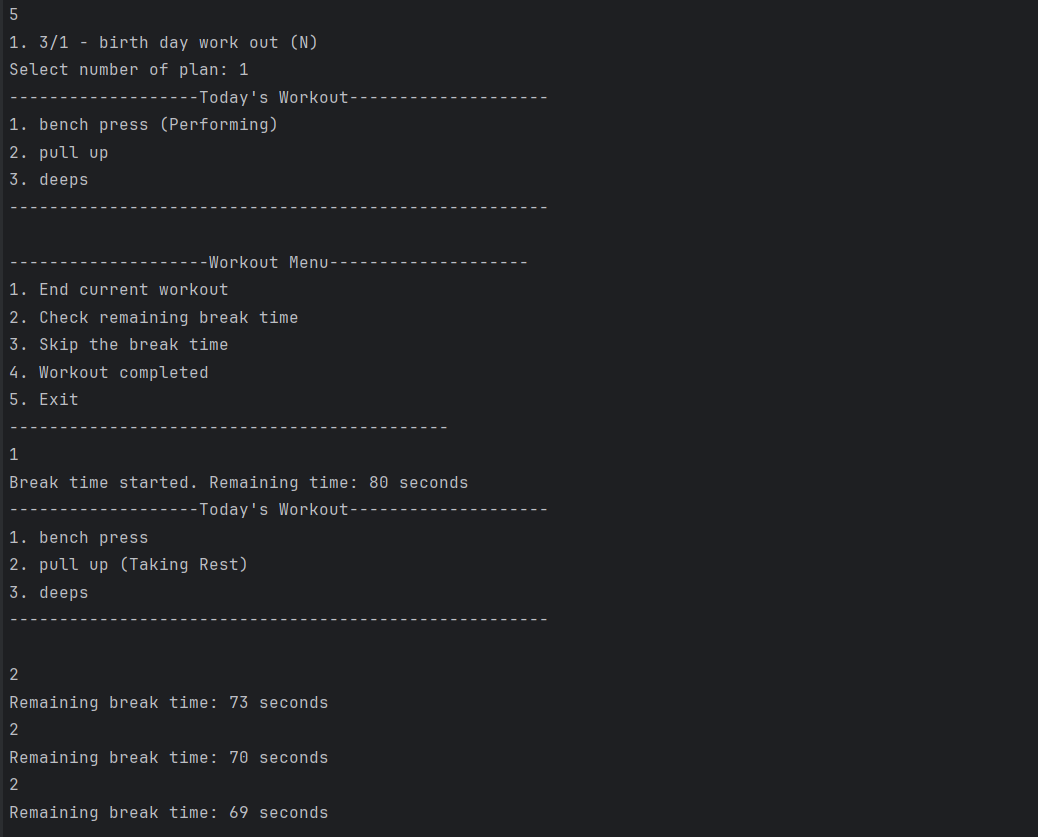 5
1. 3/1 - birth day work out (N)
Select number of plan: 1
-------------------Today's Workout--------------------
1. bench press (Performing)
2. pull up
3. deeps
------------------------------------------------------
--------------------Workout Menu--------------------
1. End current workout
2. Check remaining break time
3. Skip the break time
4. Workout completed
5. Exit
--------------------------------------------
1
Break time started. Remaining time: 80 seconds
-------------------Today's Workout--------------------
1. bench press
2. pull up (Taking Rest)
3. deeps
------------------------------------------------------
2
Remaining break time: 73 seconds
2
Remaining break time: 70 seconds
2
Remaining break time: 69 seconds